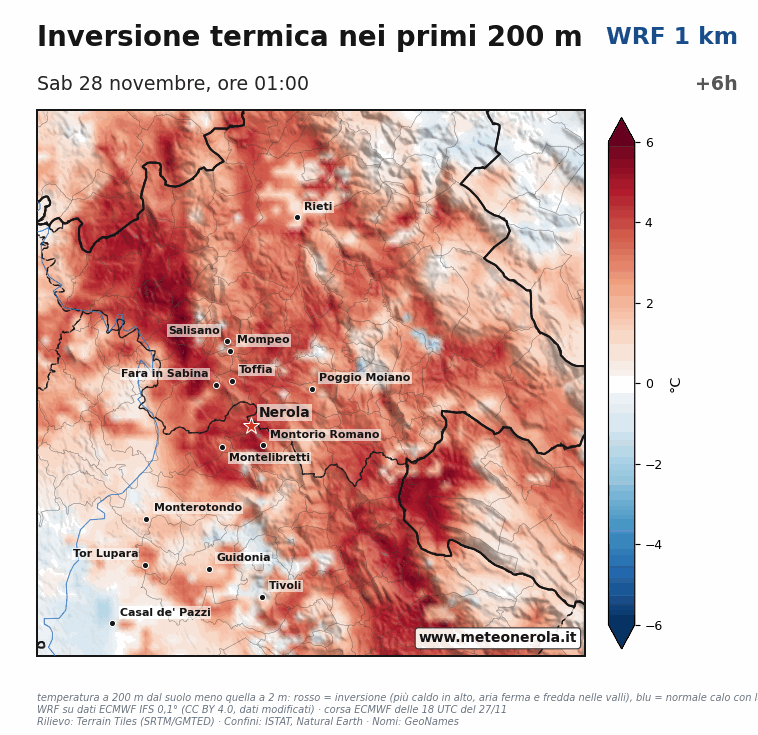 Inversione termica nei primi 200 m WRF 1 km
Sab 28 novembre, ore 01:00 +6h
Rieti
Salisano
Mompeo
Fara in Sabina
Toffia
Poggio Moiano
Nerola
Montorio Romano
Montelibretti
Monterotondo
Tor Lupara
Guidonia
Tivoli
Casal de' Pazzi
www.meteonerola.it
6
4
2
0
−2
−4
−6
°C
temperatura a 200 m dal suolo meno quella a 2 m: rosso = inversione (più caldo in alto, aria ferma e fredda nelle valli), blu = normale calo con l
WRF su dati ECMWF IFS 0,1° (CC BY 4.0, dati modificati) · corsa ECMWF delle 18 UTC del 27/11
Rilievo: Terrain Tiles (SRTM/GMTED) · Confini: ISTAT, Natural Earth · Nomi: GeoNames